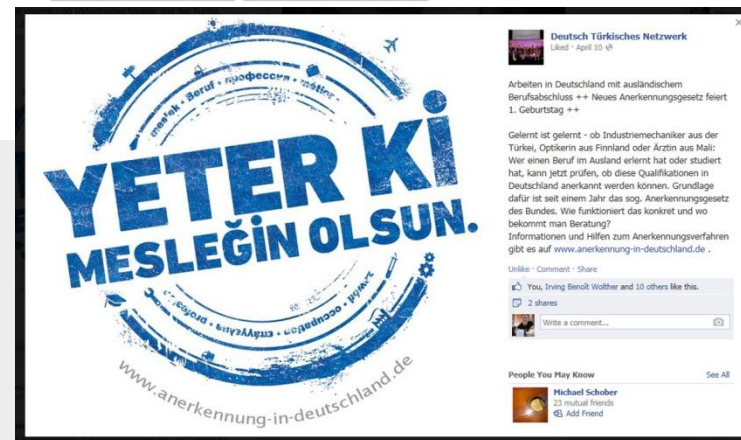 meslek • Beruf • профессия • métier •
YETER Kİ
MESLEĞİN OLSUN.
zawód • occupation • επάγγελμα • profes
www.anerkennung-in-deutschland.de
Deutsch Türkisches Netzwerk
Liked · April 10
Arbeiten in Deutschland mit ausländischem
Berufsabschluss ++ Neues Anerkennungsgesetz feiert
1. Geburtstag ++
Gelernt ist gelernt - ob Industriemechaniker aus der
Türkei, Optikerin aus Finnland oder Ärztin aus Mali:
Wer einen Beruf im Ausland erlernt hat oder studiert
hat, kann jetzt prüfen, ob diese Qualifikationen in
Deutschland anerkannt werden können. Grundlage
dafür ist seit einem Jahr das sog. Anerkennungsgesetz
des Bundes. Wie funktioniert das konkret und wo
bekommt man Beratung?
Informationen und Hilfen zum Anerkennungsverfahren
gibt es auf www.anerkennung-in-deutschland.de .
Unlike · Comment · Share
You, Irving Benoît Wolther and 10 others like this.
2 shares
Write a comment...
People You May Know
See All
Michael Schober
23 mutual friends
Add Friend